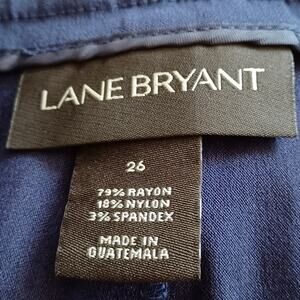 LANE BRYANT
26
79% RAYON
18% NYLON
3% SPANDEX
MADE IN
GUATEMALA